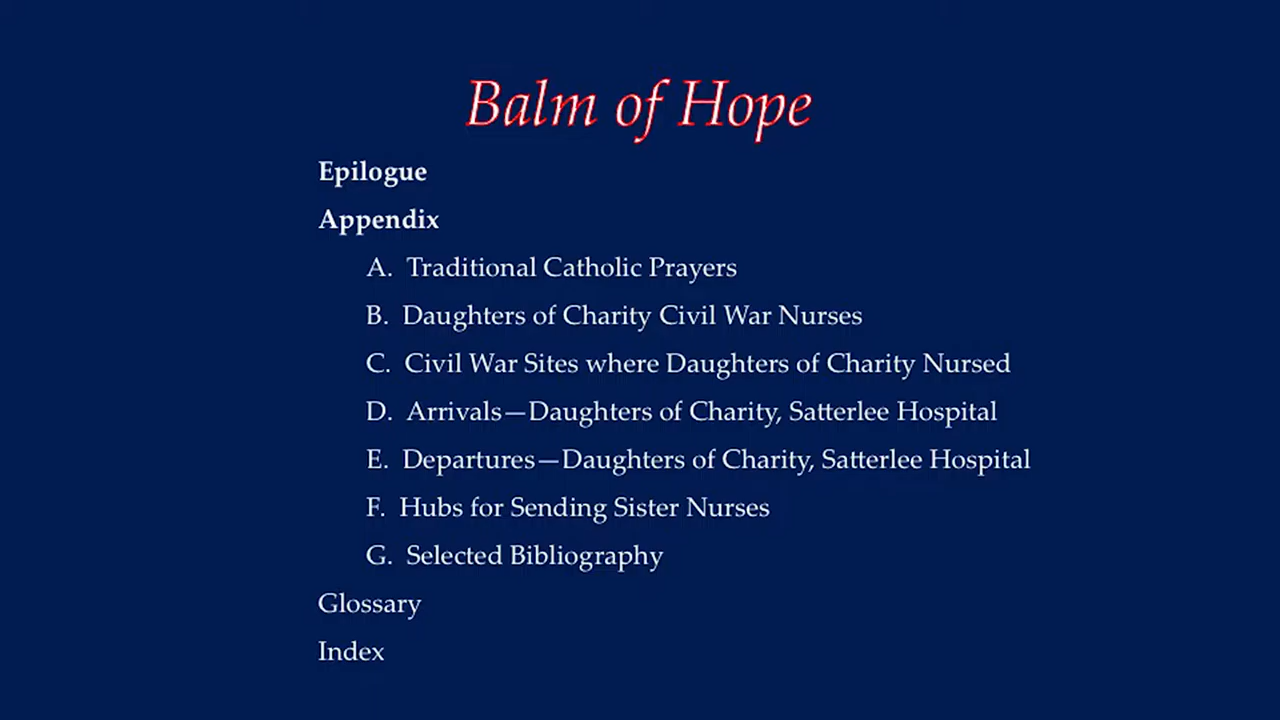 Balm of Hope
Epilogue
Appendix
A. Traditional Catholic Prayers
B. Daughters of Charity Civil War Nurses
C. Civil War Sites where Daughters of Charity Nursed
D. Arrivals—Daughters of Charity, Satterlee Hospital
E. Departures—Daughters of Charity, Satterlee Hospital
F. Hubs for Sending Sister Nurses
G. Selected Bibliography
Glossary
Index